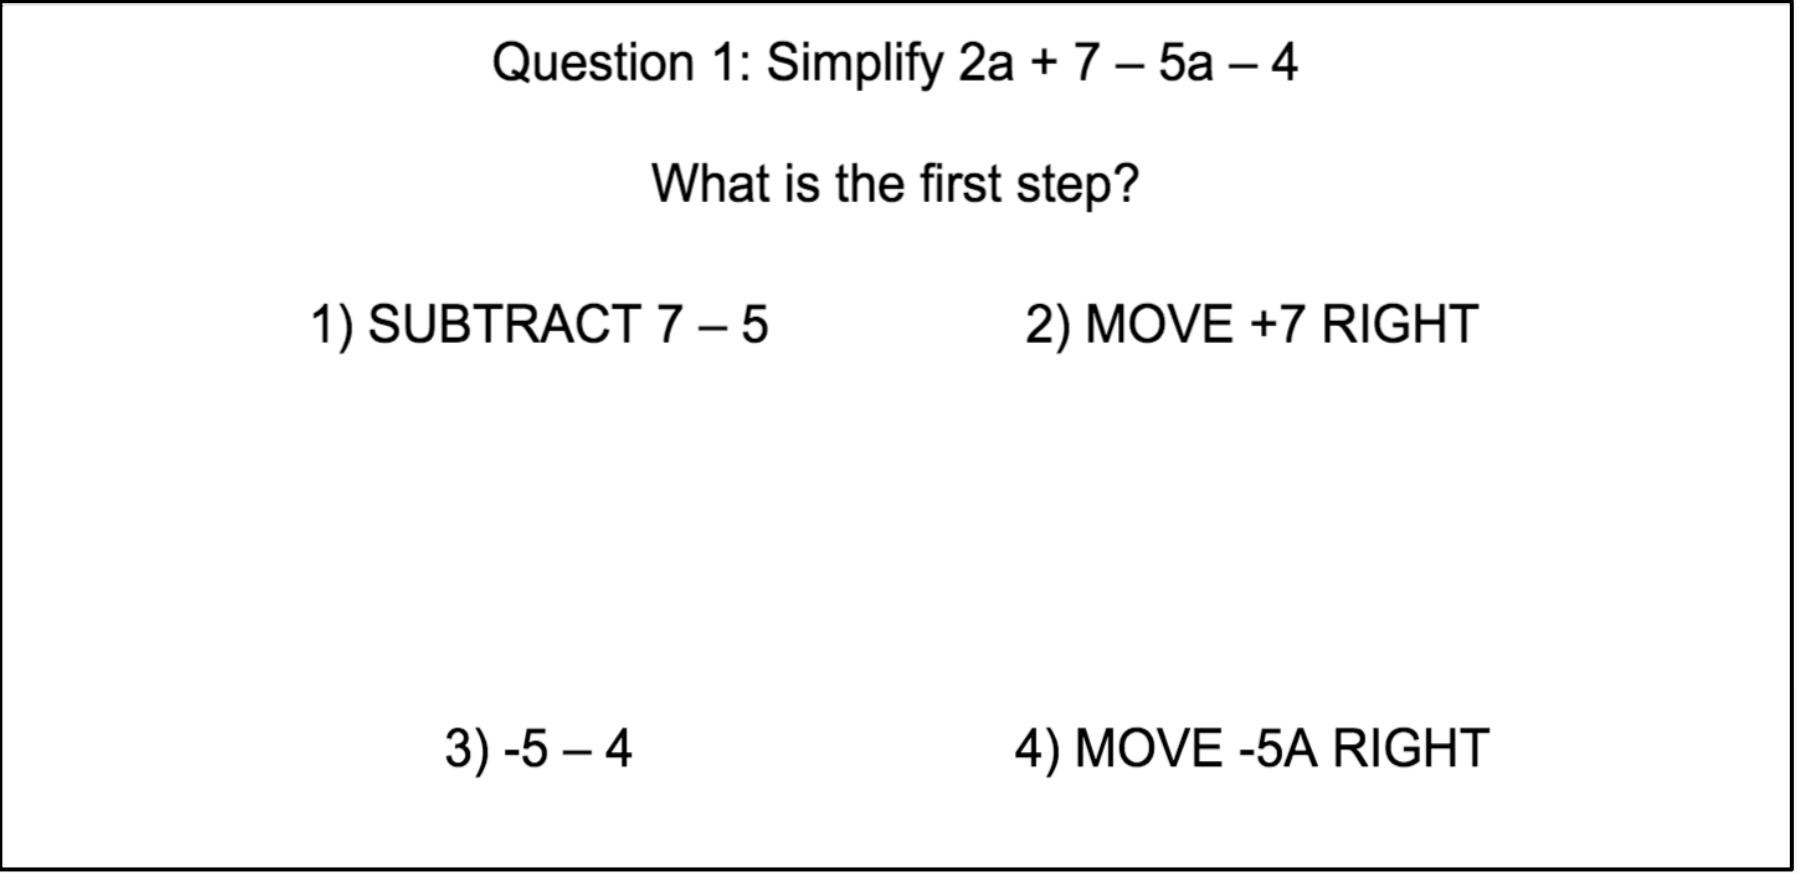 Question 1: Simplify 2a + 7 – 5a – 4
What is the first step?
1) SUBTRACT 7 – 5
2) MOVE +7 RIGHT
3) -5 – 4
4) MOVE -5A RIGHT